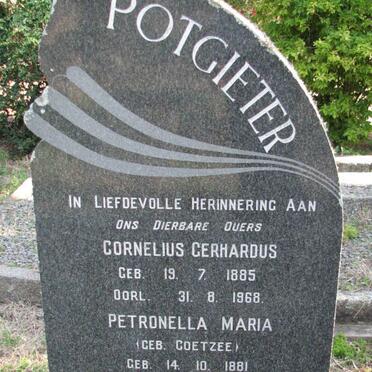 POTGIETER
IN LIEFDEVOLLE HERINNERING AAN
ONS DIERBARE OUERS
CORNELIUS GERHARDUS
GEB. 19. 7. 1885
OORL. 31. 8. 1968.
PETRONELLA MARIA
(GEB. COETZEE)
GEB. 14. 10. 1881